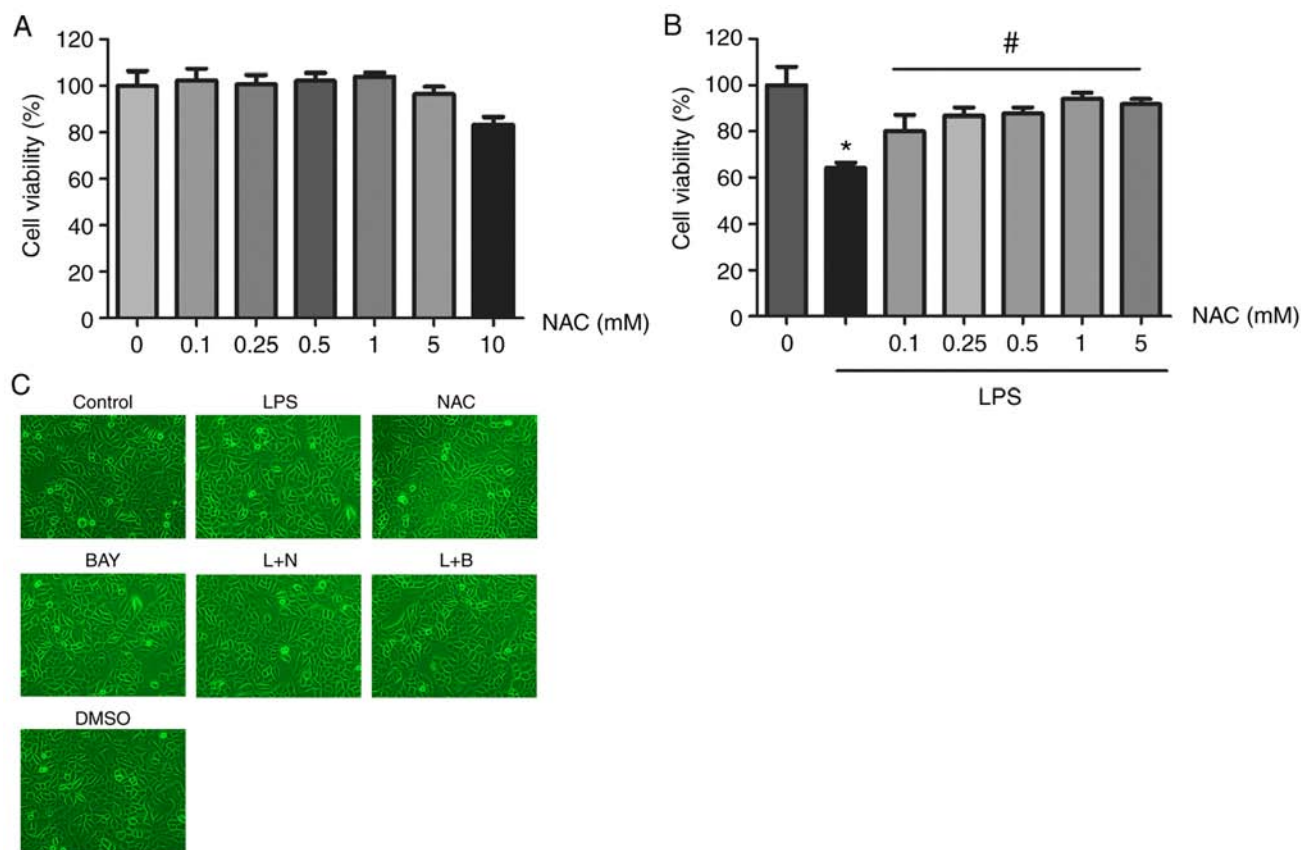 A
Cell viability (%)
120
100
80
60
40
20
0
0 0.1 0.25 0.5 1 5 10
NAC (mM)
B
Cell viability (%)
120
100
80
60
40
20
0
*
#
0 0.1 0.25 0.5 1 5
NAC (mM)
LPS
C
Control LPS NAC
BAY L+N L+B
DMSO